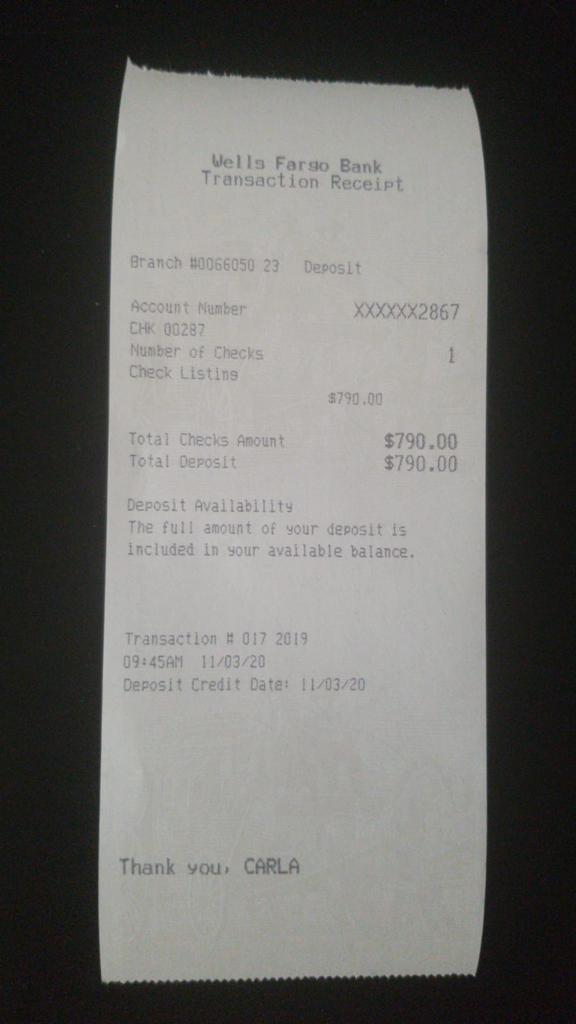 Wells Fargo Bank
Transaction Receipt
Branch #0066050 23 Deposit
Account Number XXXXXX2867
CHK 00287
Number of Checks 1
Check Listing
$790.00
Total Checks Amount $790.00
Total Deposit $790.00
Deposit Availability
The full amount of your deposit is
included in your available balance.
Transaction # 017 2019
09:45AM 11/03/20
Deposit Credit Date: 11/03/20
Thank you, CARLA